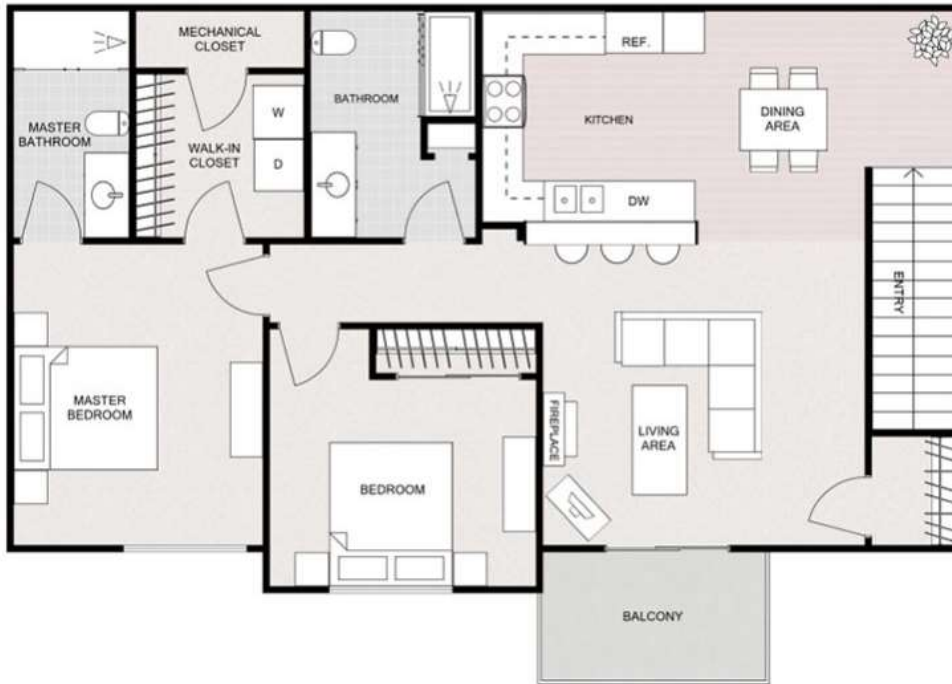 MECHANICAL
CLOSET
REF.
W
BATHROOM
DINING
AREA
KITCHEN
MASTER
BATHROOM
WALK-IN
CLOSET
D
DW
ENTRY
MASTER
BEDROOM
FIREPLACE
LIVING
AREA
BEDROOM
BALCONY